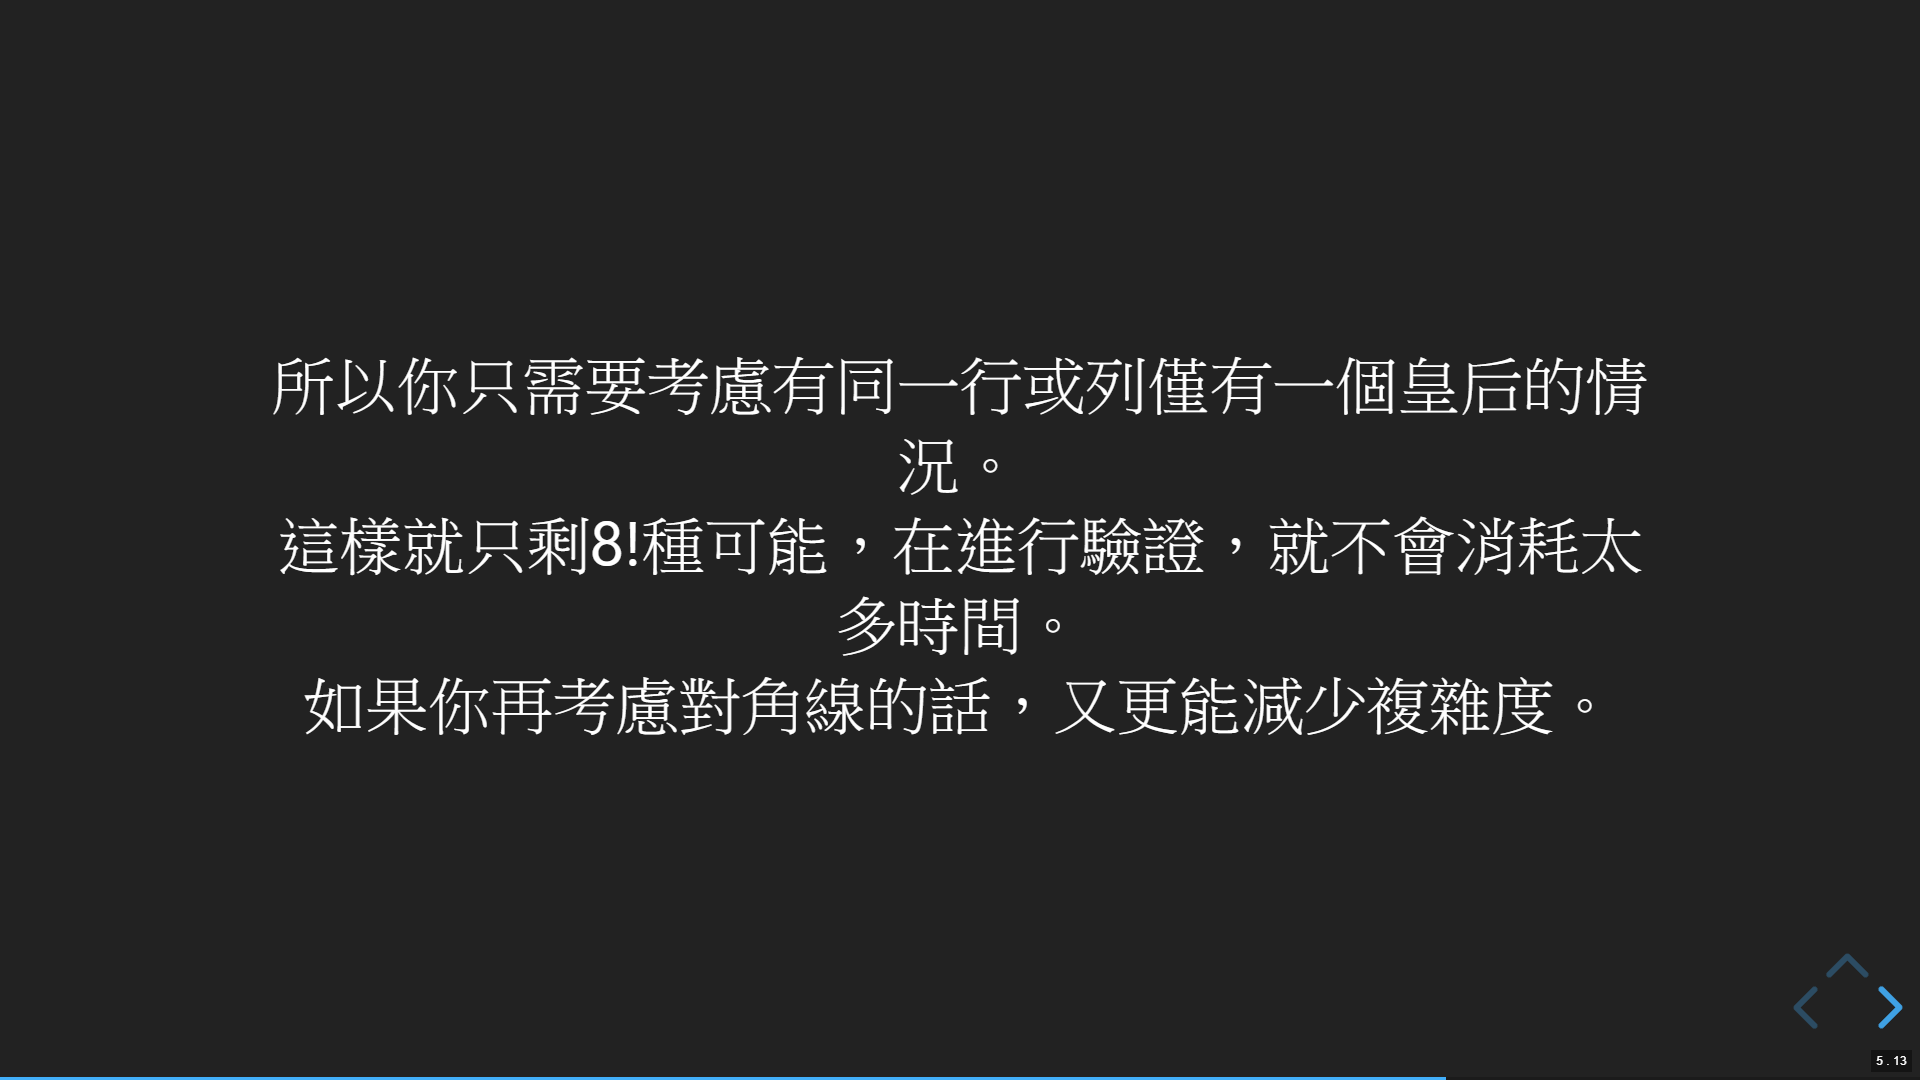 所以你只需要考慮有同一行或列僅有一個皇后的情
況。
這樣就只剩8!種可能，在進行驗證，就不會消耗太
多時間。
如果你再考慮對角線的話，又更能減少複雜度。
5 . 13